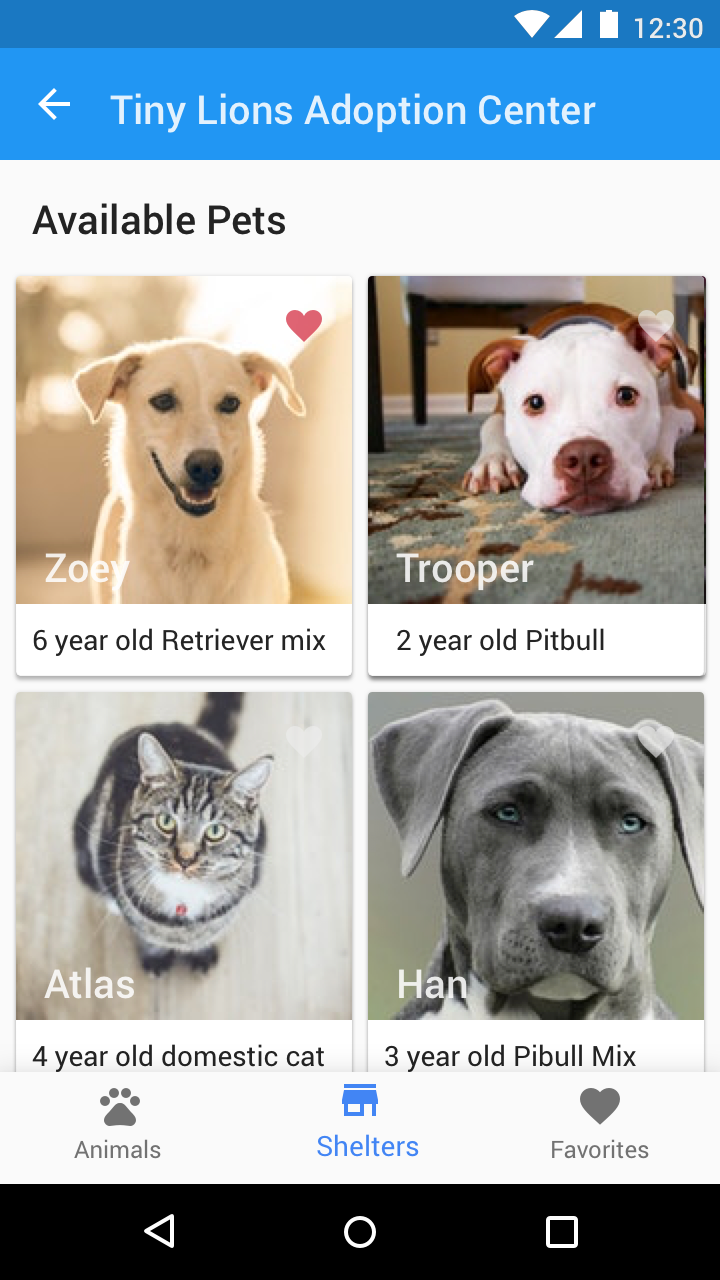 12:30
Tiny Lions Adoption Center
Available Pets
Zoey
Trooper
6 year old Retriever mix
2 year old Pitbull
Atlas
Han
4 year old domestic cat
3 year old Pibull Mix
Animals
Shelters
Favorites